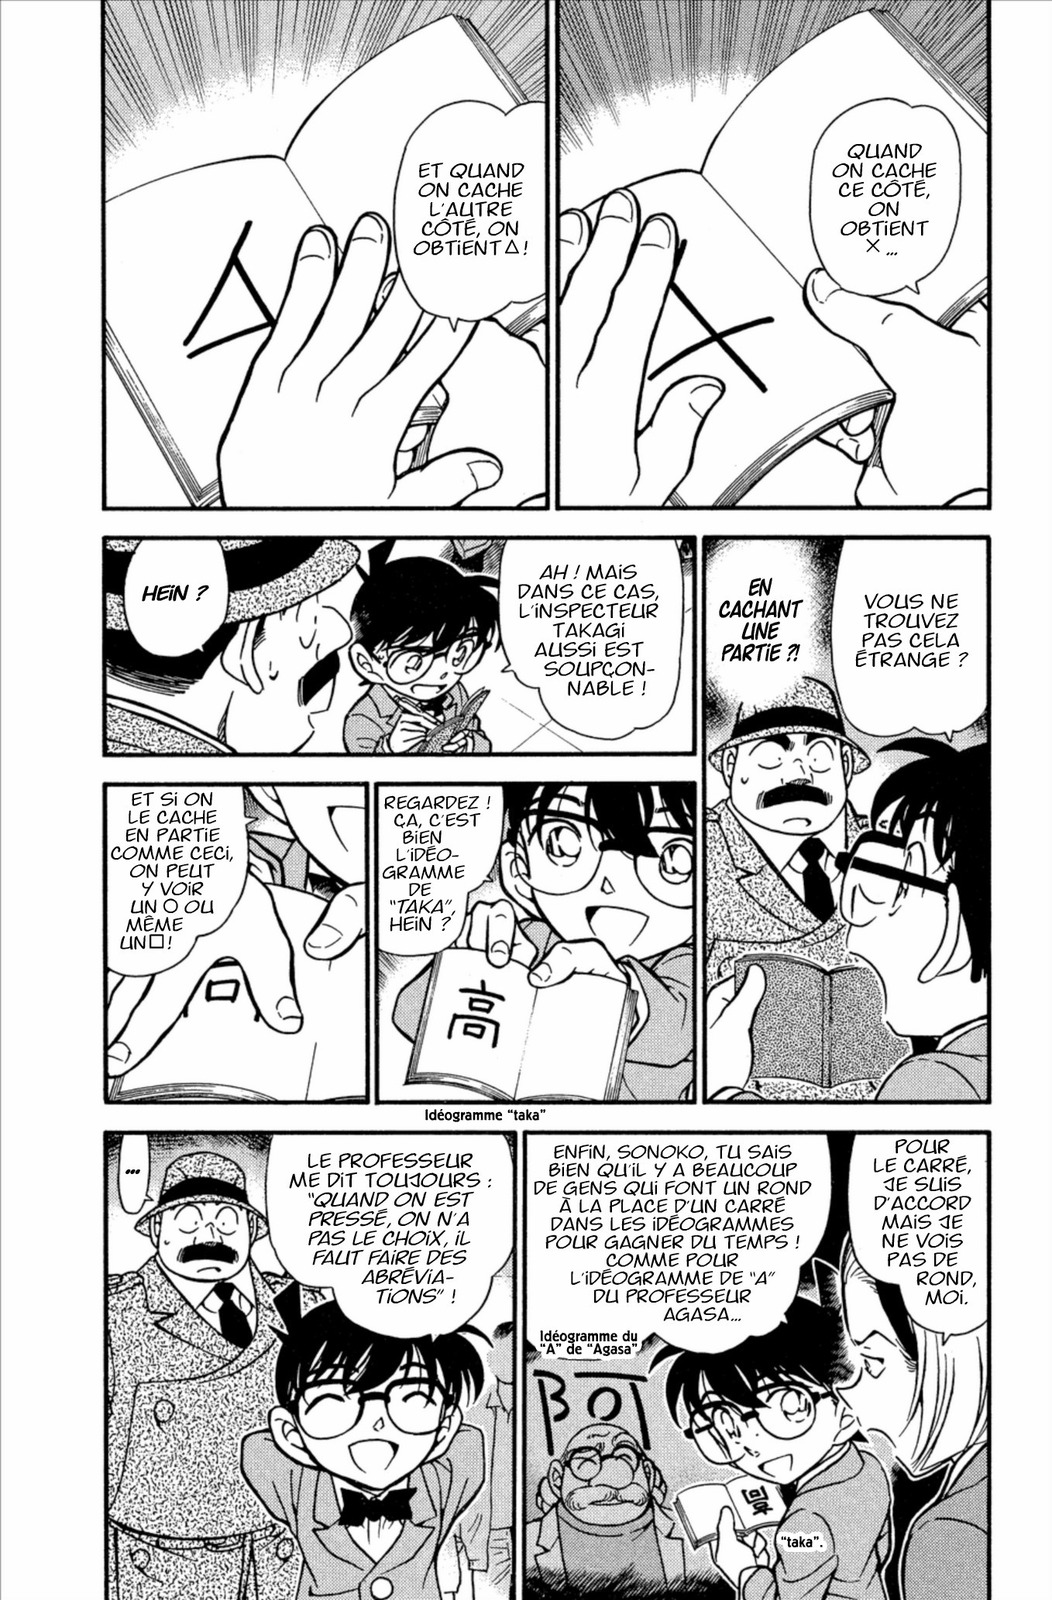 QUAND
ON CACHE
CE CÔTÉ,
ON
OBTIENT
× ...
ET QUAND
ON CACHE
L'AUTRE
CÔTÉ, ON
OBTIENT △ !
VOUS NE
TROUVEZ
PAS CELA
ÉTRANGE ?
EN
CACHANT
UNE
PARTIE ?!
AH ! MAIS
DANS CE CAS,
L'INSPECTEUR
TAKAGI
AUSSI EST
SOUPÇON-
NABLE !
HEIN ?
REGARDEZ !
ÇA, C'EST
BIEN
L'IDÉO-
GRAMME
DE
"TAKA",
HEIN ?
高
Idéogramme "taka"
ET SI ON
LE CACHE
EN PARTIE
COMME CECI,
ON PEUT
Y VOIR
UN O OU
MÊME
UN □ !
POUR
LE CARRÉ,
JE SUIS
D'ACCORD
MAIS JE
NE VOIS
PAS DE
ROND,
MOI.
ENFIN, SONOKO, TU SAIS
BIEN QU'IL Y A BEAUCOUP
DE GENS QUI FONT UN ROND
À LA PLACE D'UN CARRÉ
DANS LES IDÉOGRAMMES
POUR GAGNER DU TEMPS !
COMME POUR
L'IDÉOGRAMME DE "A"
DU PROFESSEUR
AGASA...
Idéogramme du
"A" de "Agasa"
阿
高
"taka".
LE PROFESSEUR
ME DIT TOUJOURS :
"QUAND ON EST
PRESSÉ, ON N'A
PAS LE CHOIX, IL
FAUT FAIRE DES
ABRÉVIA-
TIONS" !
...